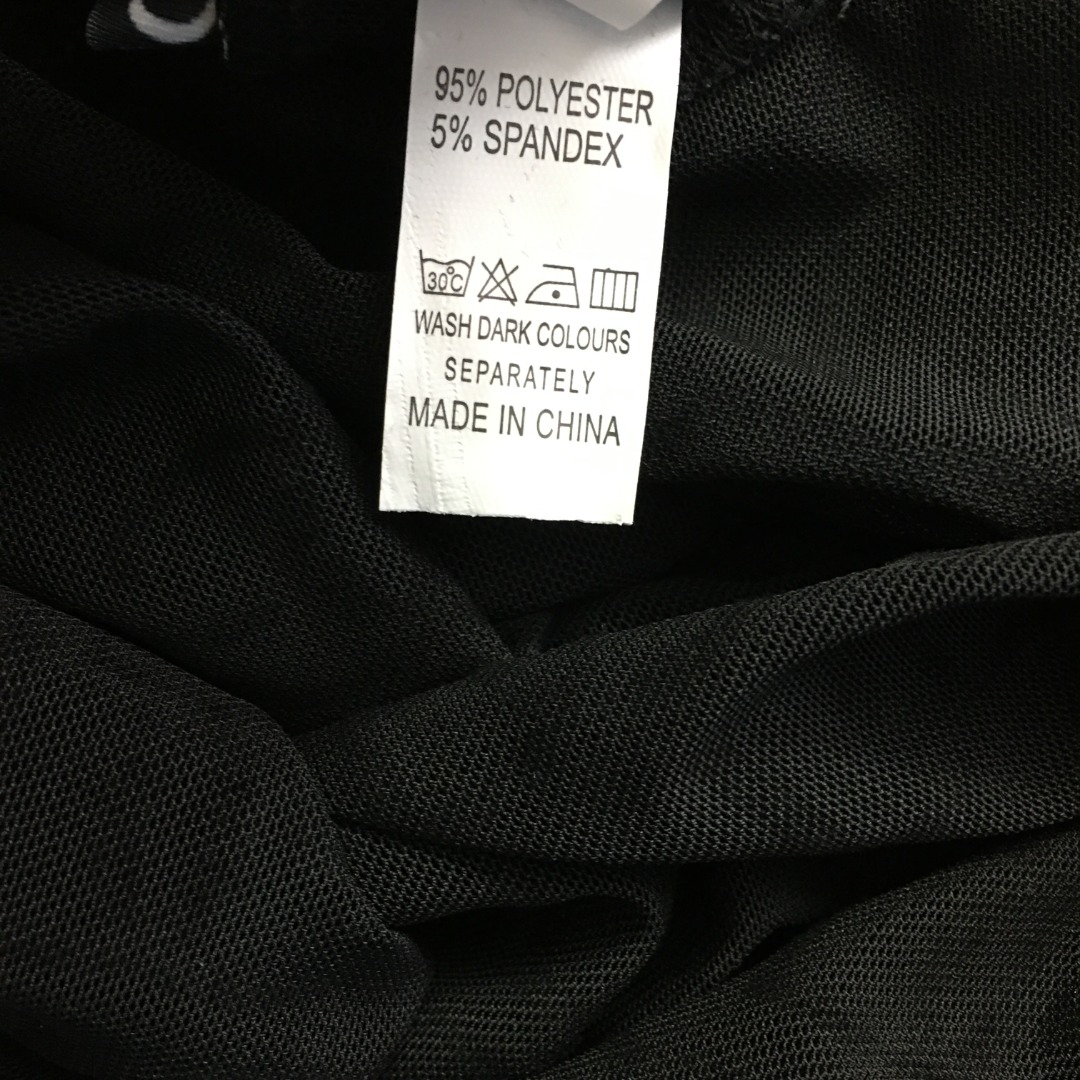 95% POLYESTER
5% SPANDEX
30°C
WASH DARK COLOURS
SEPARATELY
MADE IN CHINA